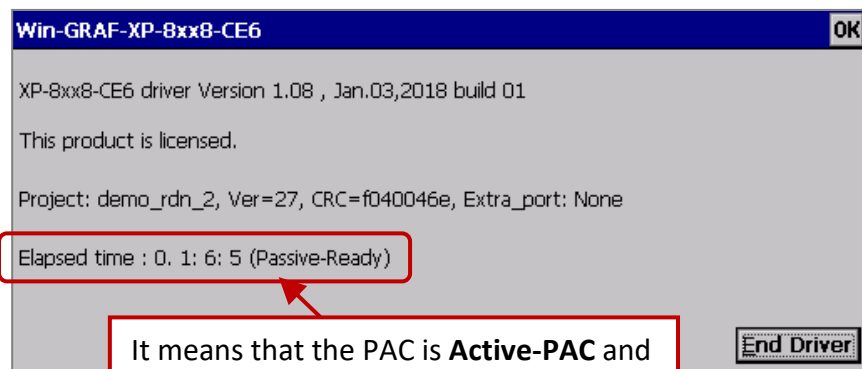 Win-GRAF-XP-8xx8-CE6
OK
XP-8xx8-CE6 driver Version 1.08 , Jan.03,2018 build 01
This product is licensed.
Project: demo_rdn_2, Ver=27, CRC=f040046e, Extra_port: None
Elapsed time : 0. 1: 6: 5 (Passive-Ready)
It means that the PAC is Active-PAC and
End Driver